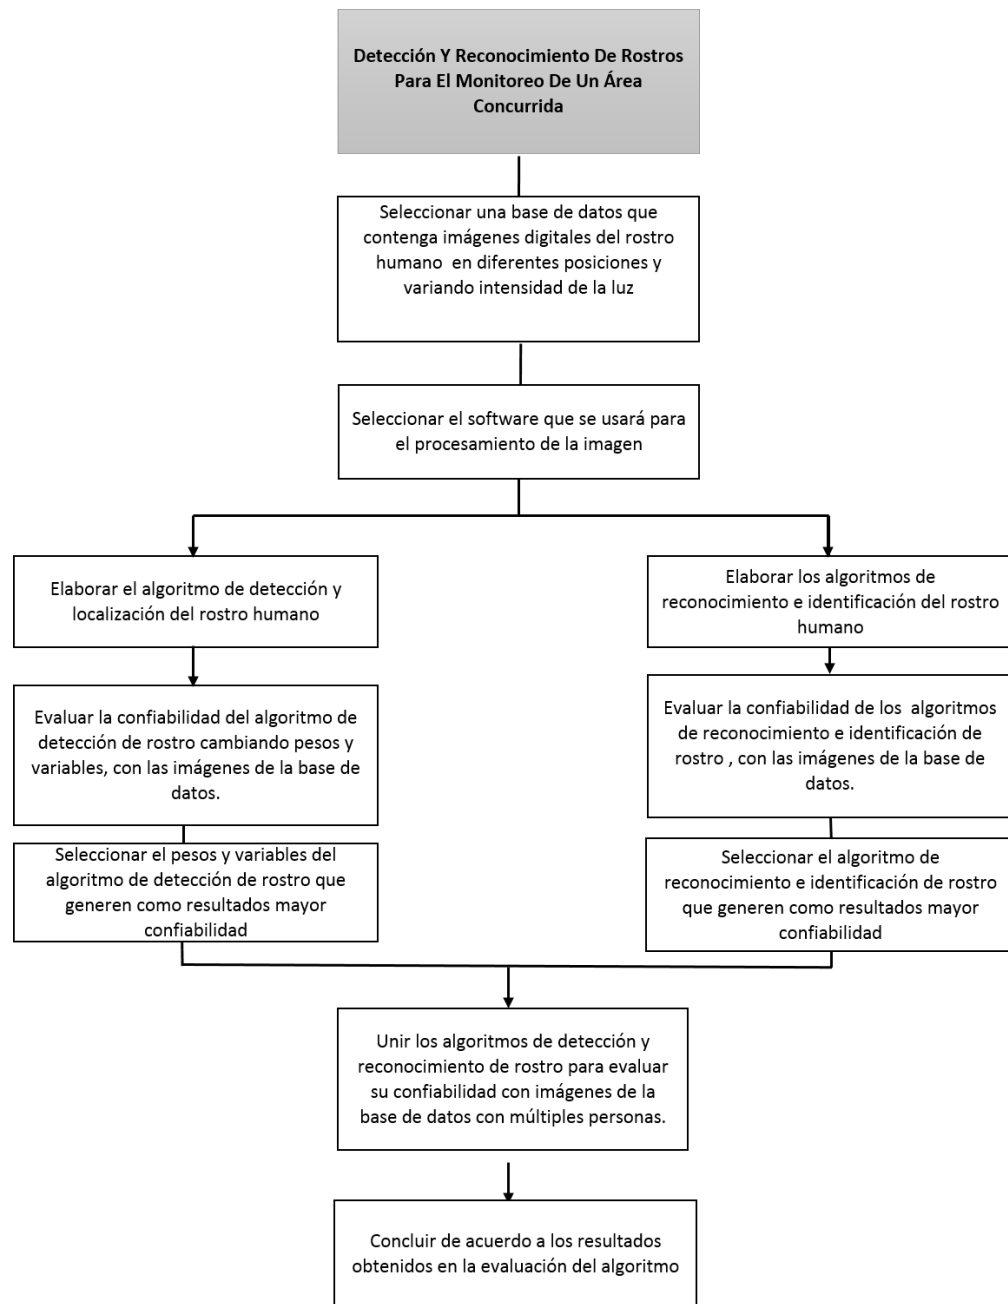 Detección Y Reconocimiento De Rostros
Para El Monitoreo De Un Área
Concurrida
Seleccionar una base de datos que
contenga imágenes digitales del rostro
humano en diferentes posiciones y
variando intensidad de la luz
Seleccionar el software que se usará para
el procesamiento de la imagen
Elaborar el algoritmo de detección y
localización del rostro humano
Evaluar la confiabilidad del algoritmo de
detección de rostro cambiando pesos y
variables, con las imágenes de la base de
datos.
Seleccionar el pesos y variables del
algoritmo de detección de rostro que
generen como resultados mayor
confiabilidad
Elaborar los algoritmos de
reconocimiento e identificación del rostro
humano
Evaluar la confiabilidad de los algoritmos
de reconocimiento e identificación de
rostro , con las imágenes de la base de
datos.
Seleccionar el algoritmo de
reconocimiento e identificación de rostro
que generen como resultados mayor
confiabilidad
Unir los algoritmos de detección y
reconocimiento de rostro para evaluar
su confiabilidad con imágenes de la
base de datos con múltiples personas.
Concluir de acuerdo a los resultados
obtenidos en la evaluación del algoritmo